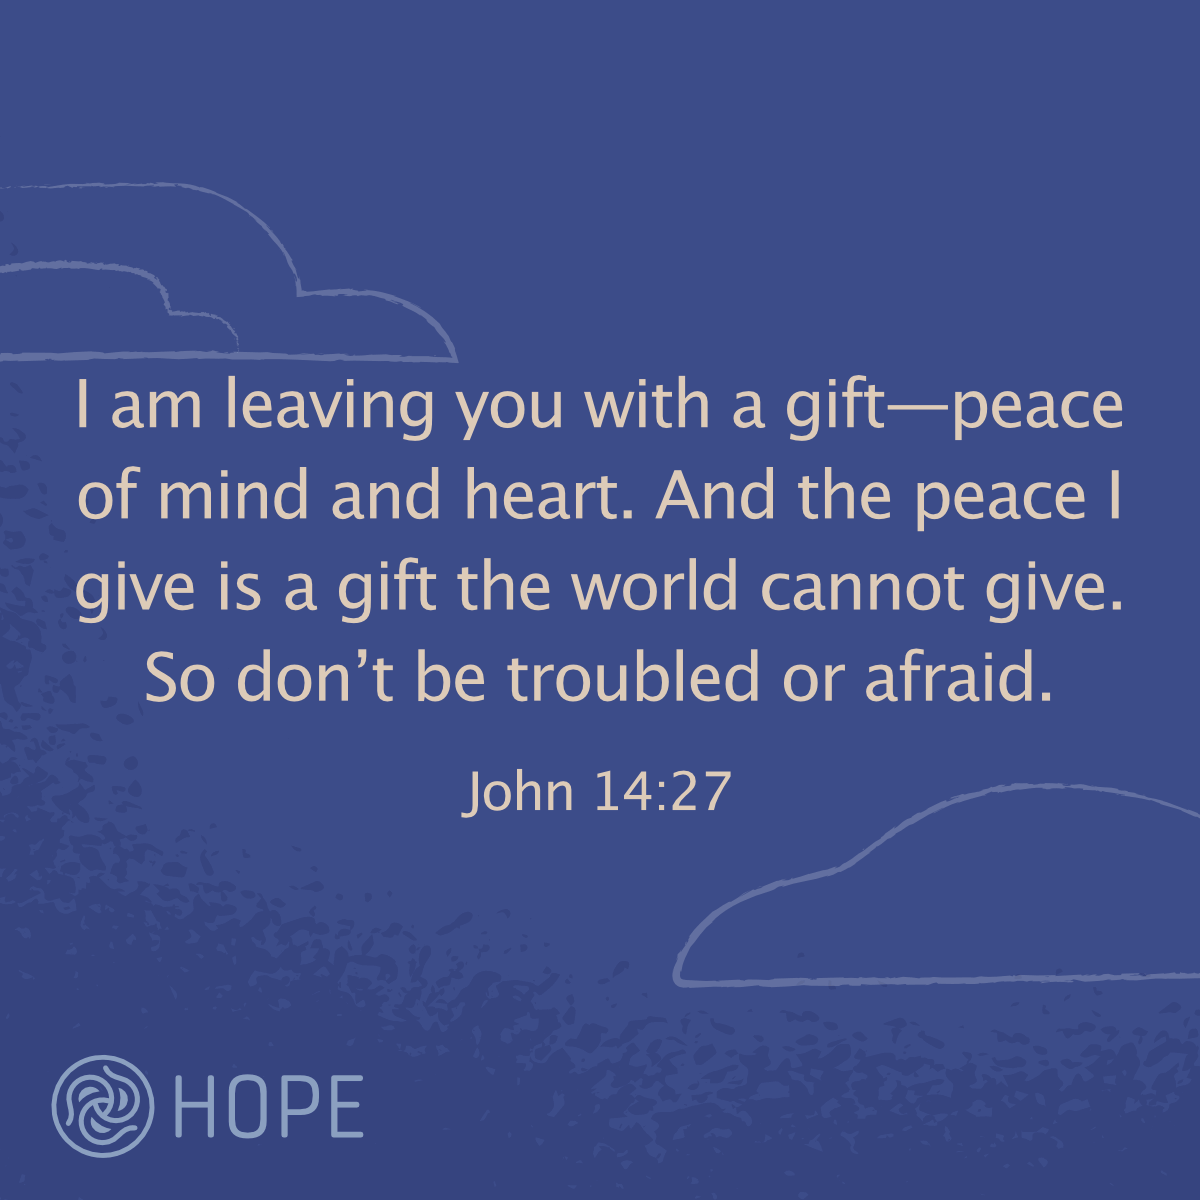 I am leaving you with a gift—peace
of mind and heart. And the peace I
give is a gift the world cannot give.
So don’t be troubled or afraid.
John 14:27
HOPE